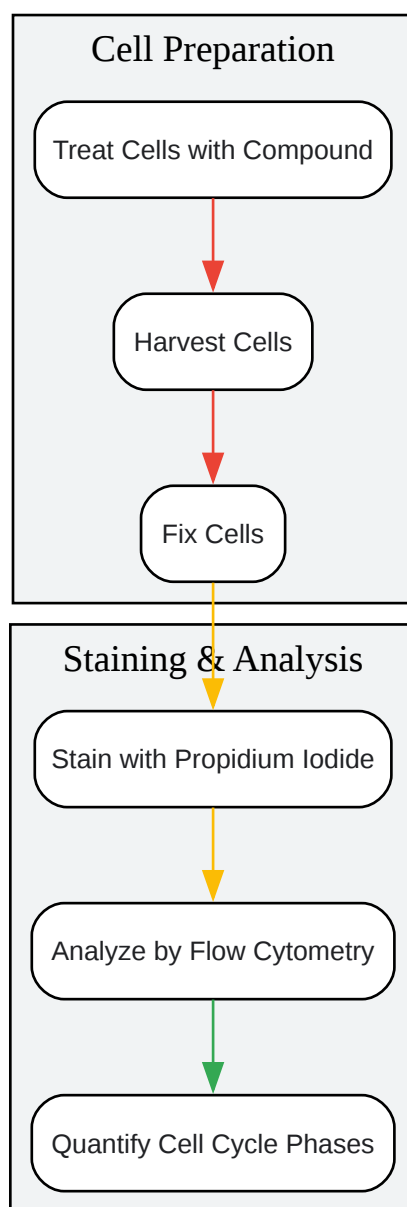 Cell Preparation
Treat Cells with Compound
Harvest Cells
Fix Cells
Staining & Analysis
Stain with Propidium Iodide
Analyze by Flow Cytometry
Quantify Cell Cycle Phases